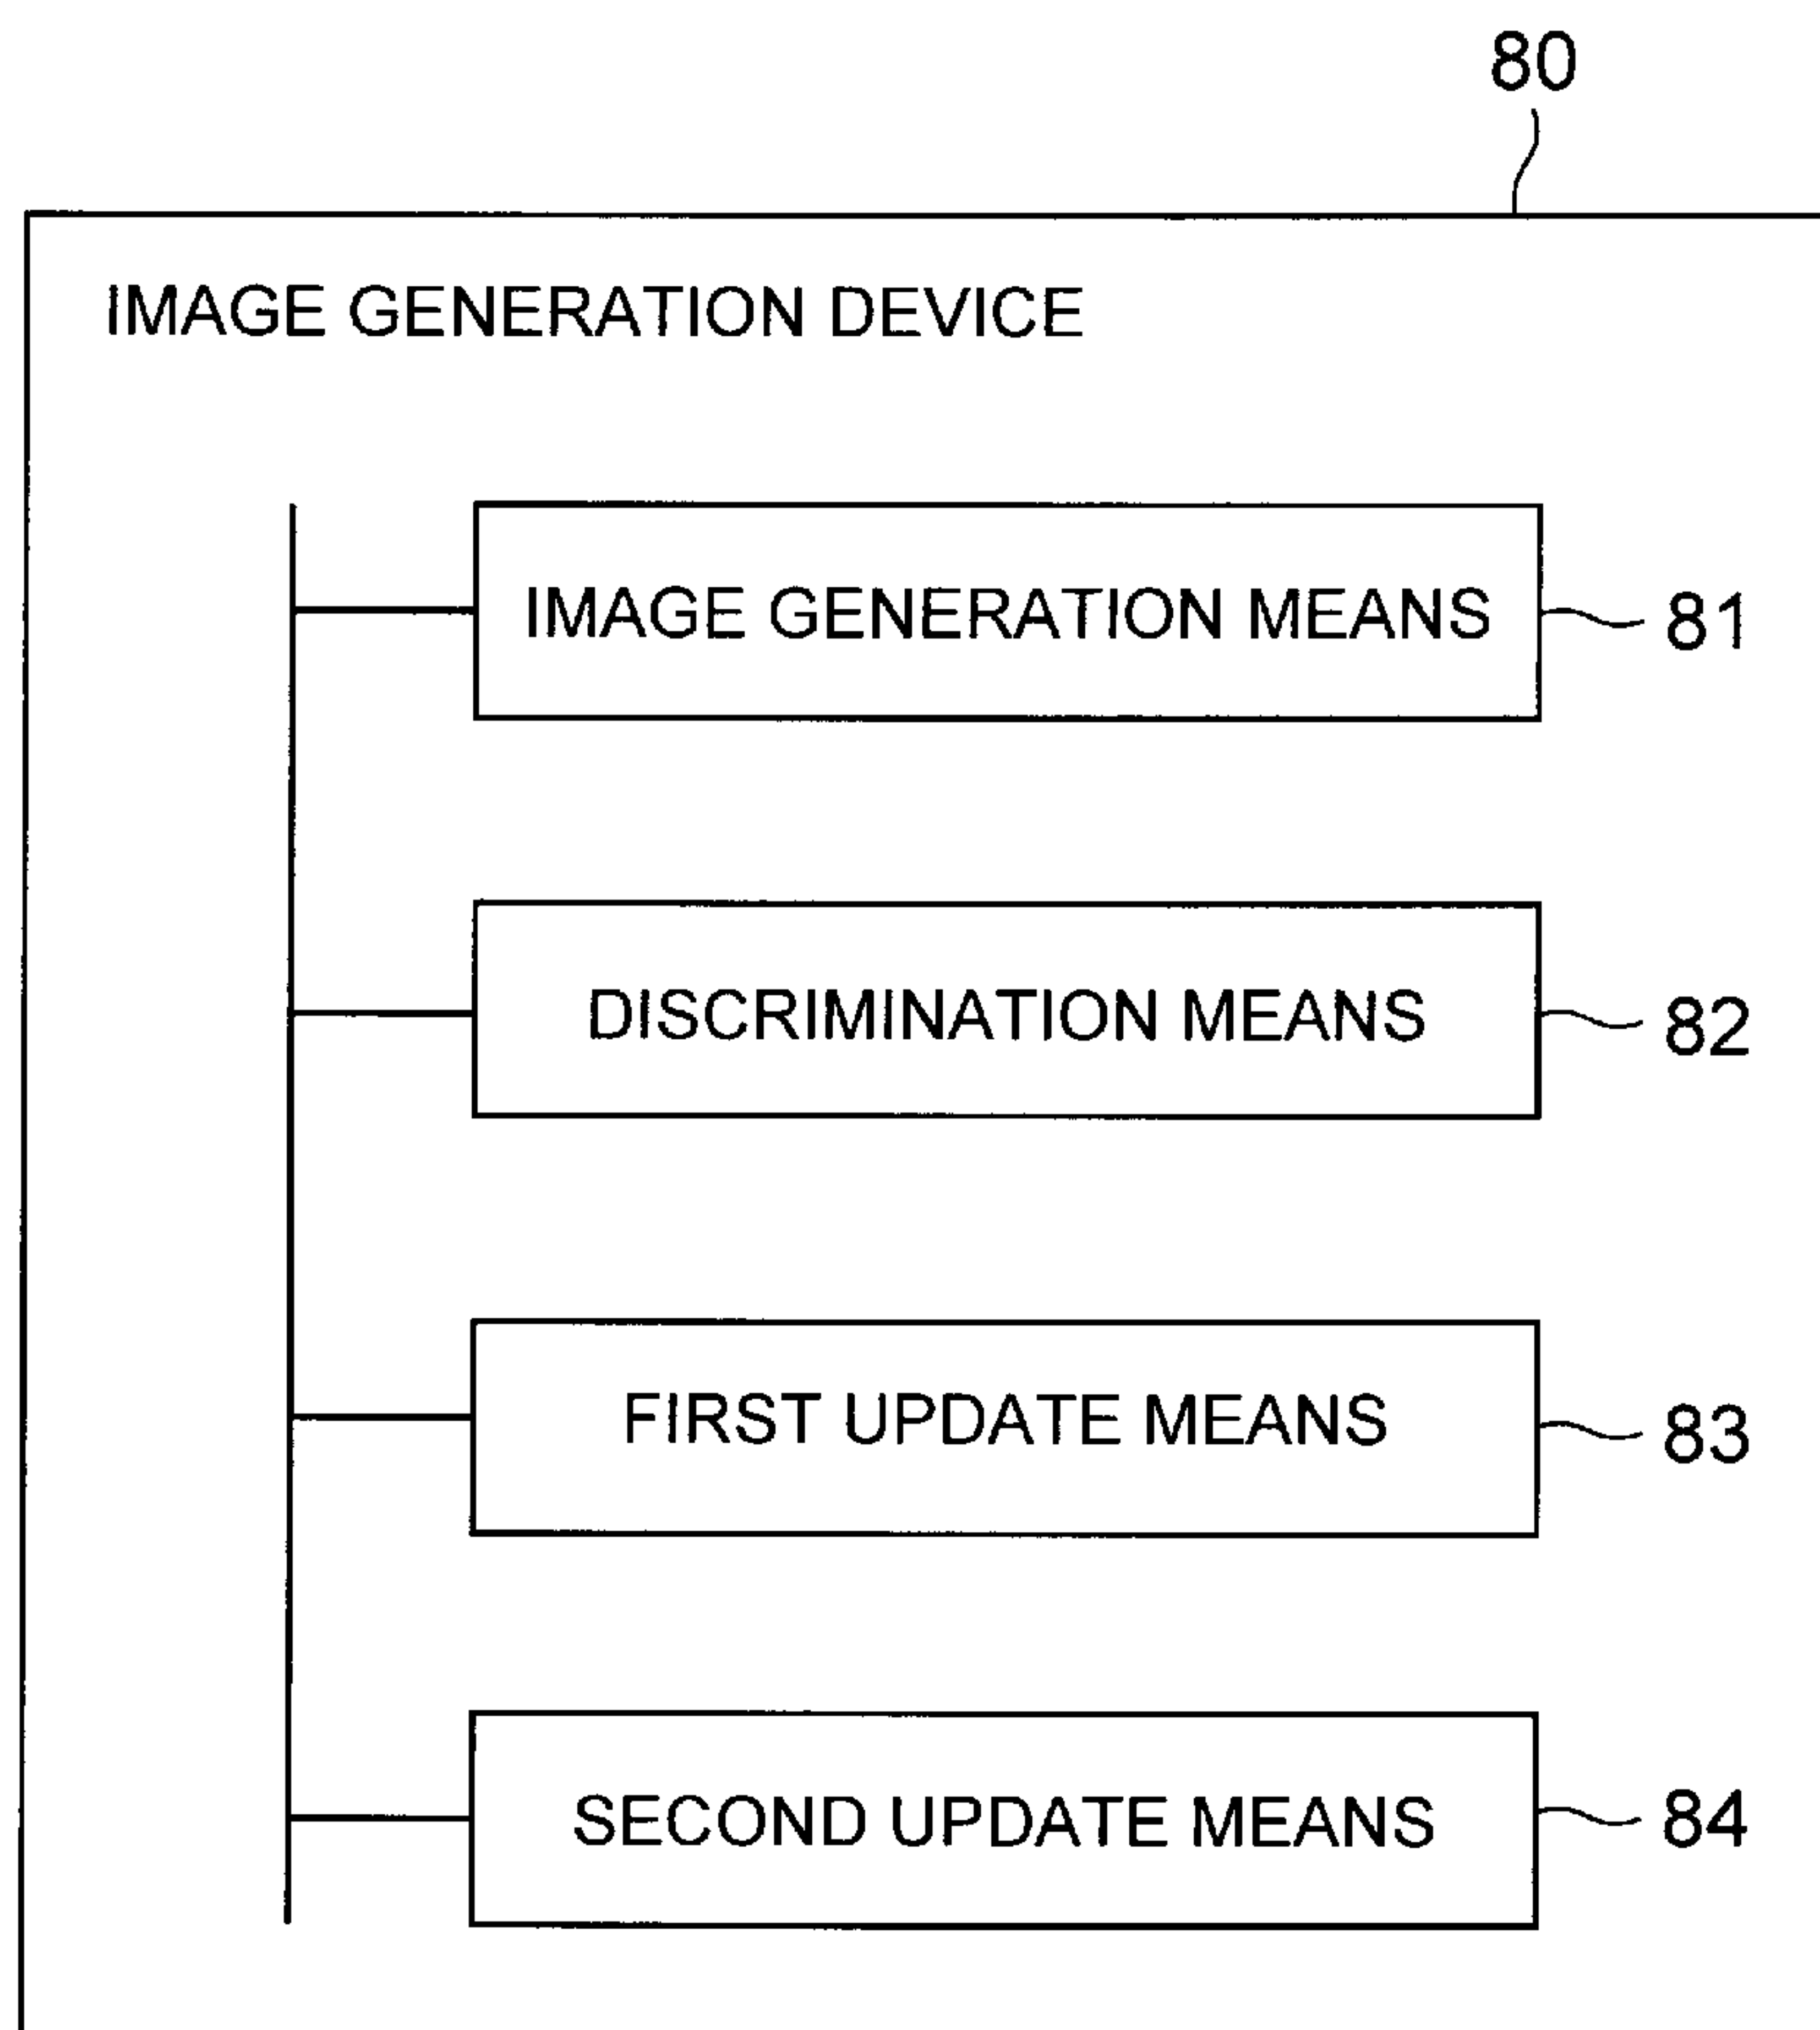 80
IMAGE GENERATION DEVICE
IMAGE GENERATION MEANS 81
DISCRIMINATION MEANS 82
FIRST UPDATE MEANS 83
SECOND UPDATE MEANS 84